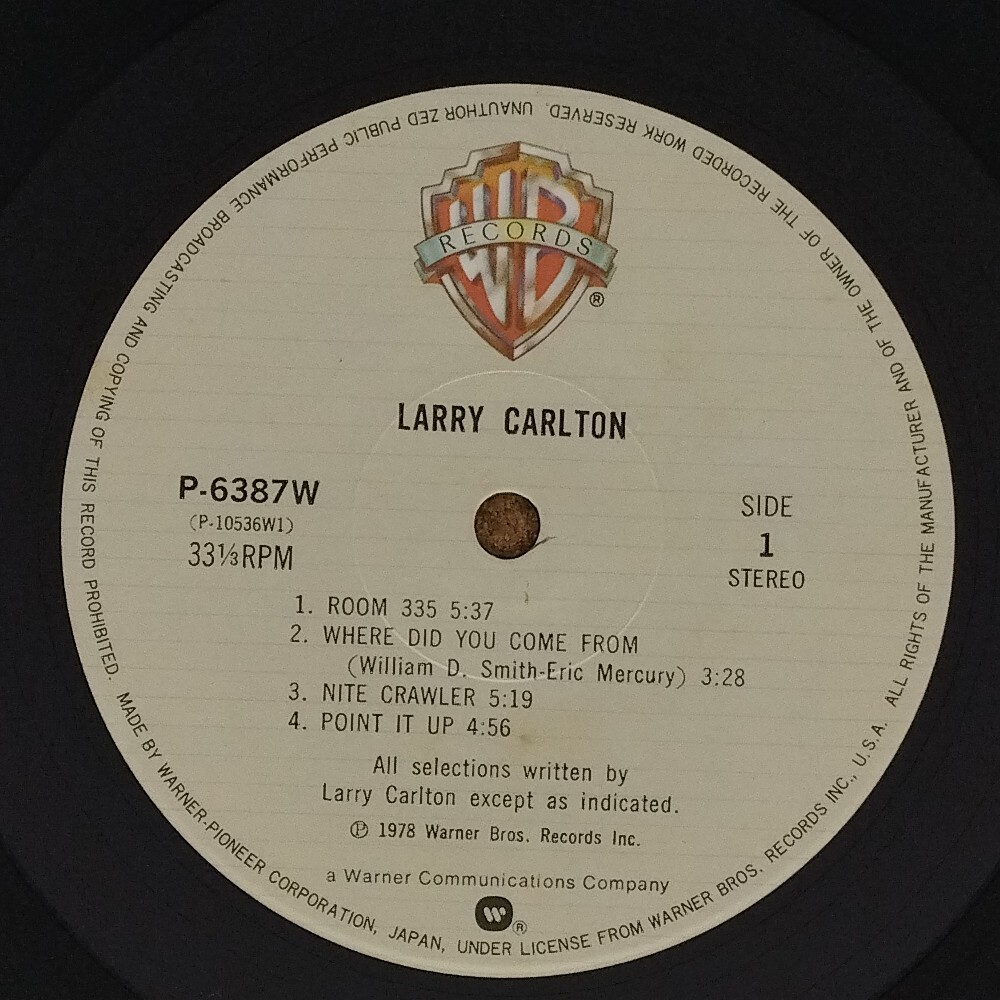 WB
RECORDS
®
LARRY CARLTON
P-6387W
(P-10536W1)
33⅓RPM
SIDE
1
STEREO
1. ROOM 335 5:37
2. WHERE DID YOU COME FROM
(William D. Smith-Eric Mercury) 3:28
3. NITE CRAWLER 5:19
4. POINT IT UP 4:56
All selections written by
Larry Carlton except as indicated.
Ⓟ 1978 Warner Bros. Records Inc.
a Warner Communications Company
W®
MADE BY WARNER-PIONEER CORPORATION, JAPAN, UNDER LICENSE FROM WARNER BROS. RECORDS INC., U.S.A. ALL RIGHTS OF THE MANUFACTURER AND OF THE OWNER OF THE RECORDED WORK RESERVED. UNAUTHOR ZED PUBLIC PERFORMANCE BROADCASTING AND COPYING OF THIS RECORD PROHIBITED.